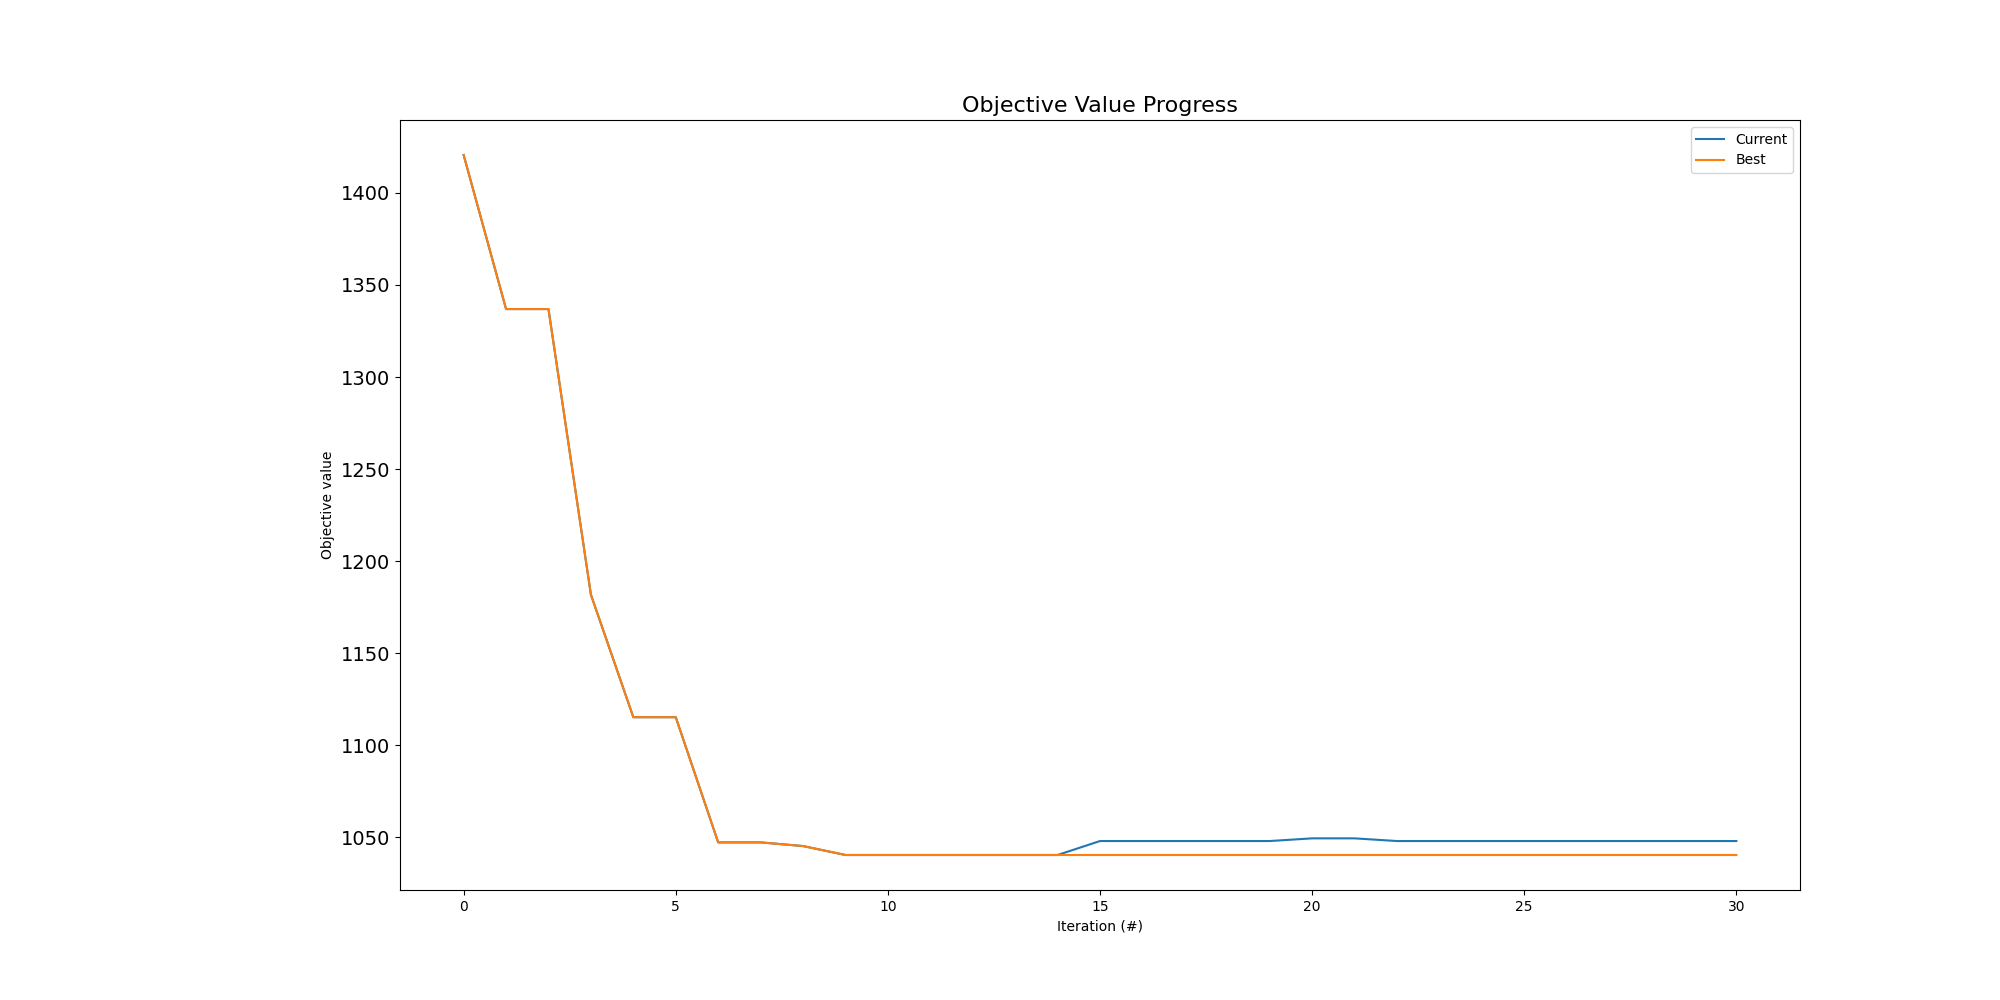 Objective Value Progress
Current
Best
1400
1350
1300
1250
1200
1150
1100
1050
Objective value
0 5 10 15 20 25 30
Iteration (#)